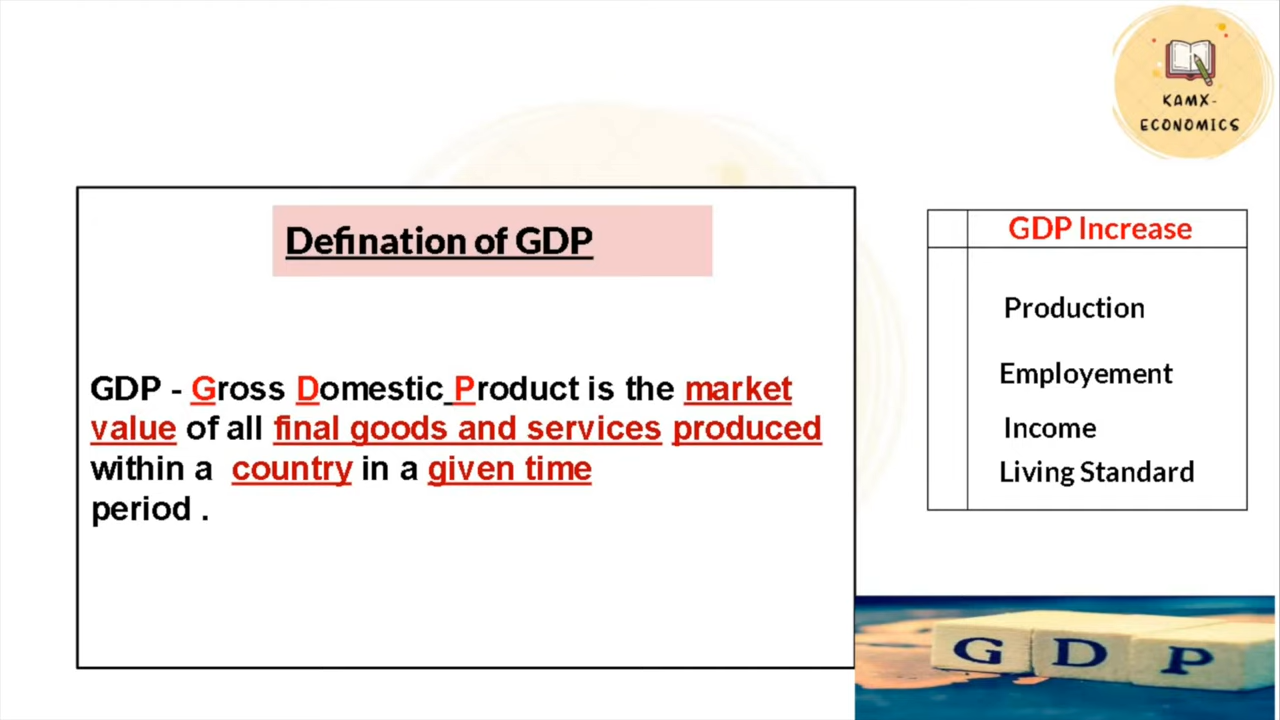 KAMX-
ECONOMICS
Defination of GDP
GDP - Gross Domestic Product is the market
value of all final goods and services produced
within a country in a given time
period .
GDP Increase
Production
Employement
Income
Living Standard
G D P